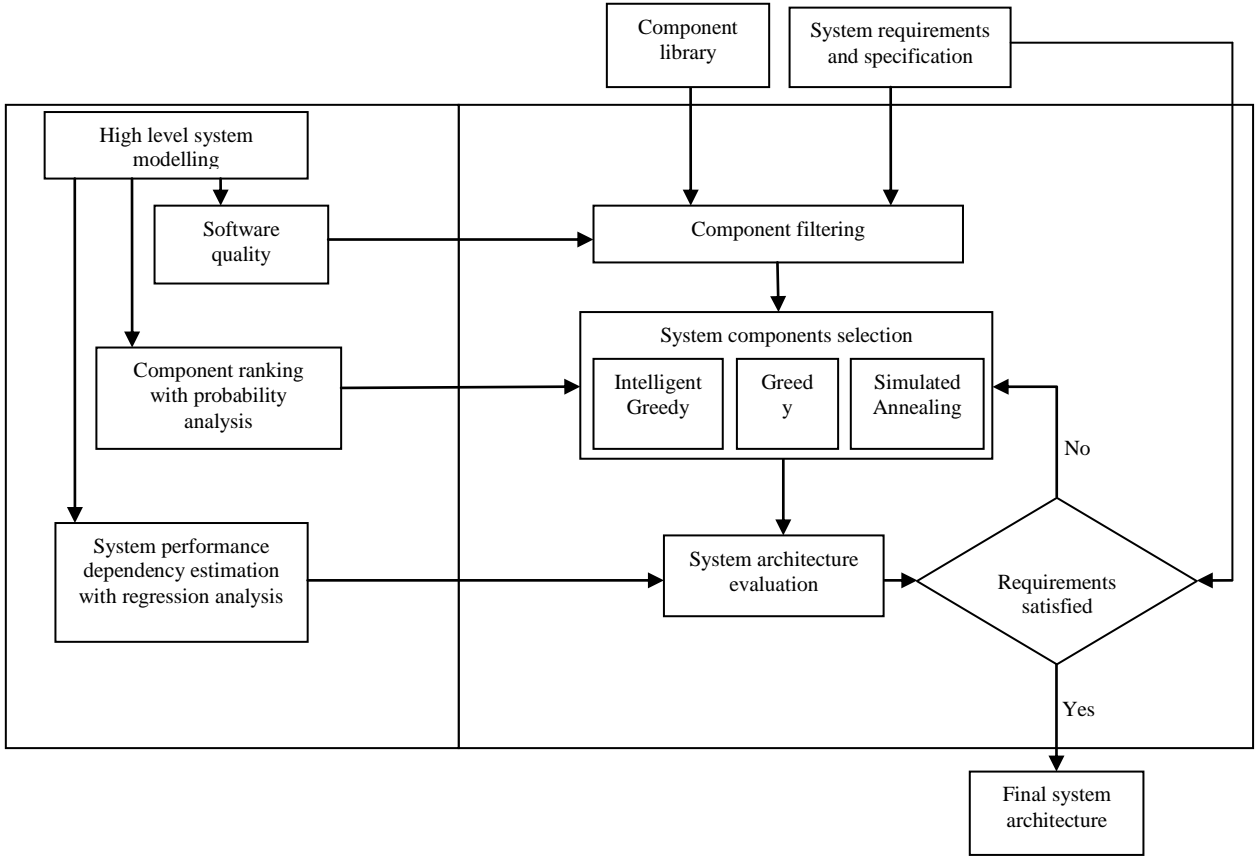 Component
library
System requirements
and specification
High level system
modelling
Software
quality
Component filtering
System components selection
Component ranking
with probability
analysis
Intelligent
Greedy
Greed
y
Simulated
Annealing
No
System performance
dependency estimation
with regression analysis
System architecture
evaluation
Requirements
satisfied
Yes
Final system
architecture